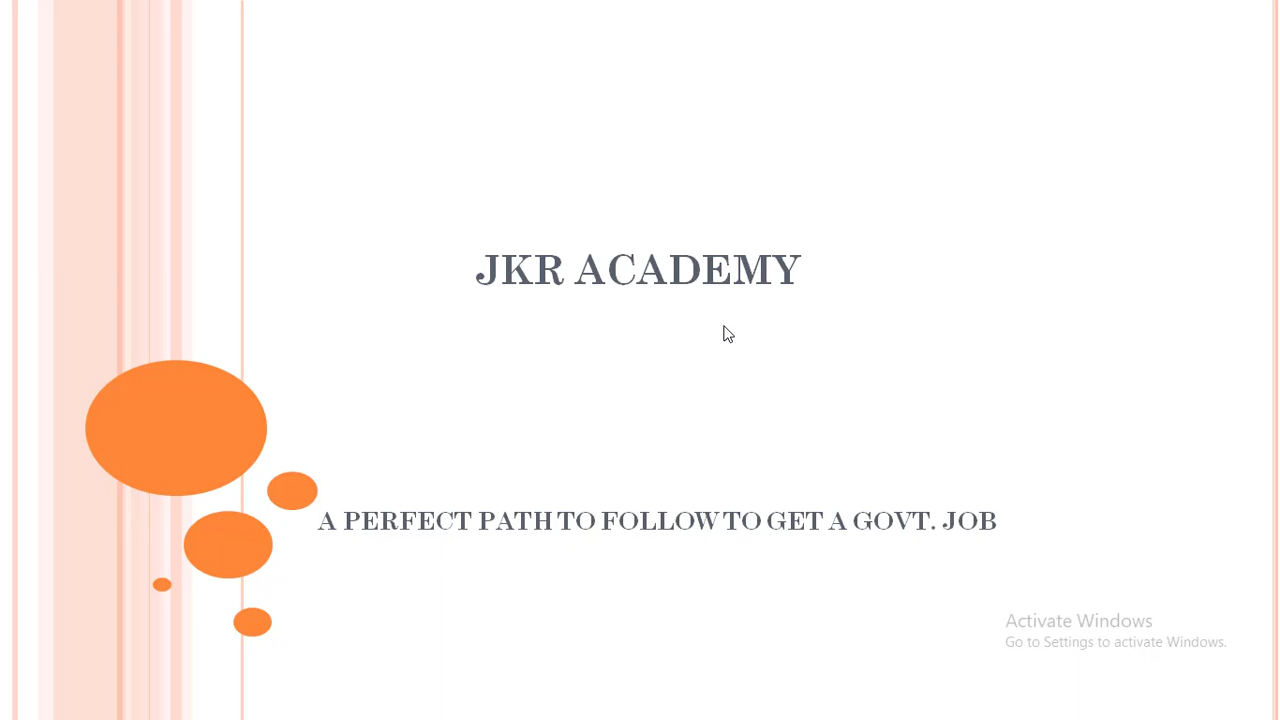 JKR ACADEMY
A PERFECT PATH TO FOLLOW TO GET A GOVT. JOB
Activate Windows
Go to Settings to activate Windows.